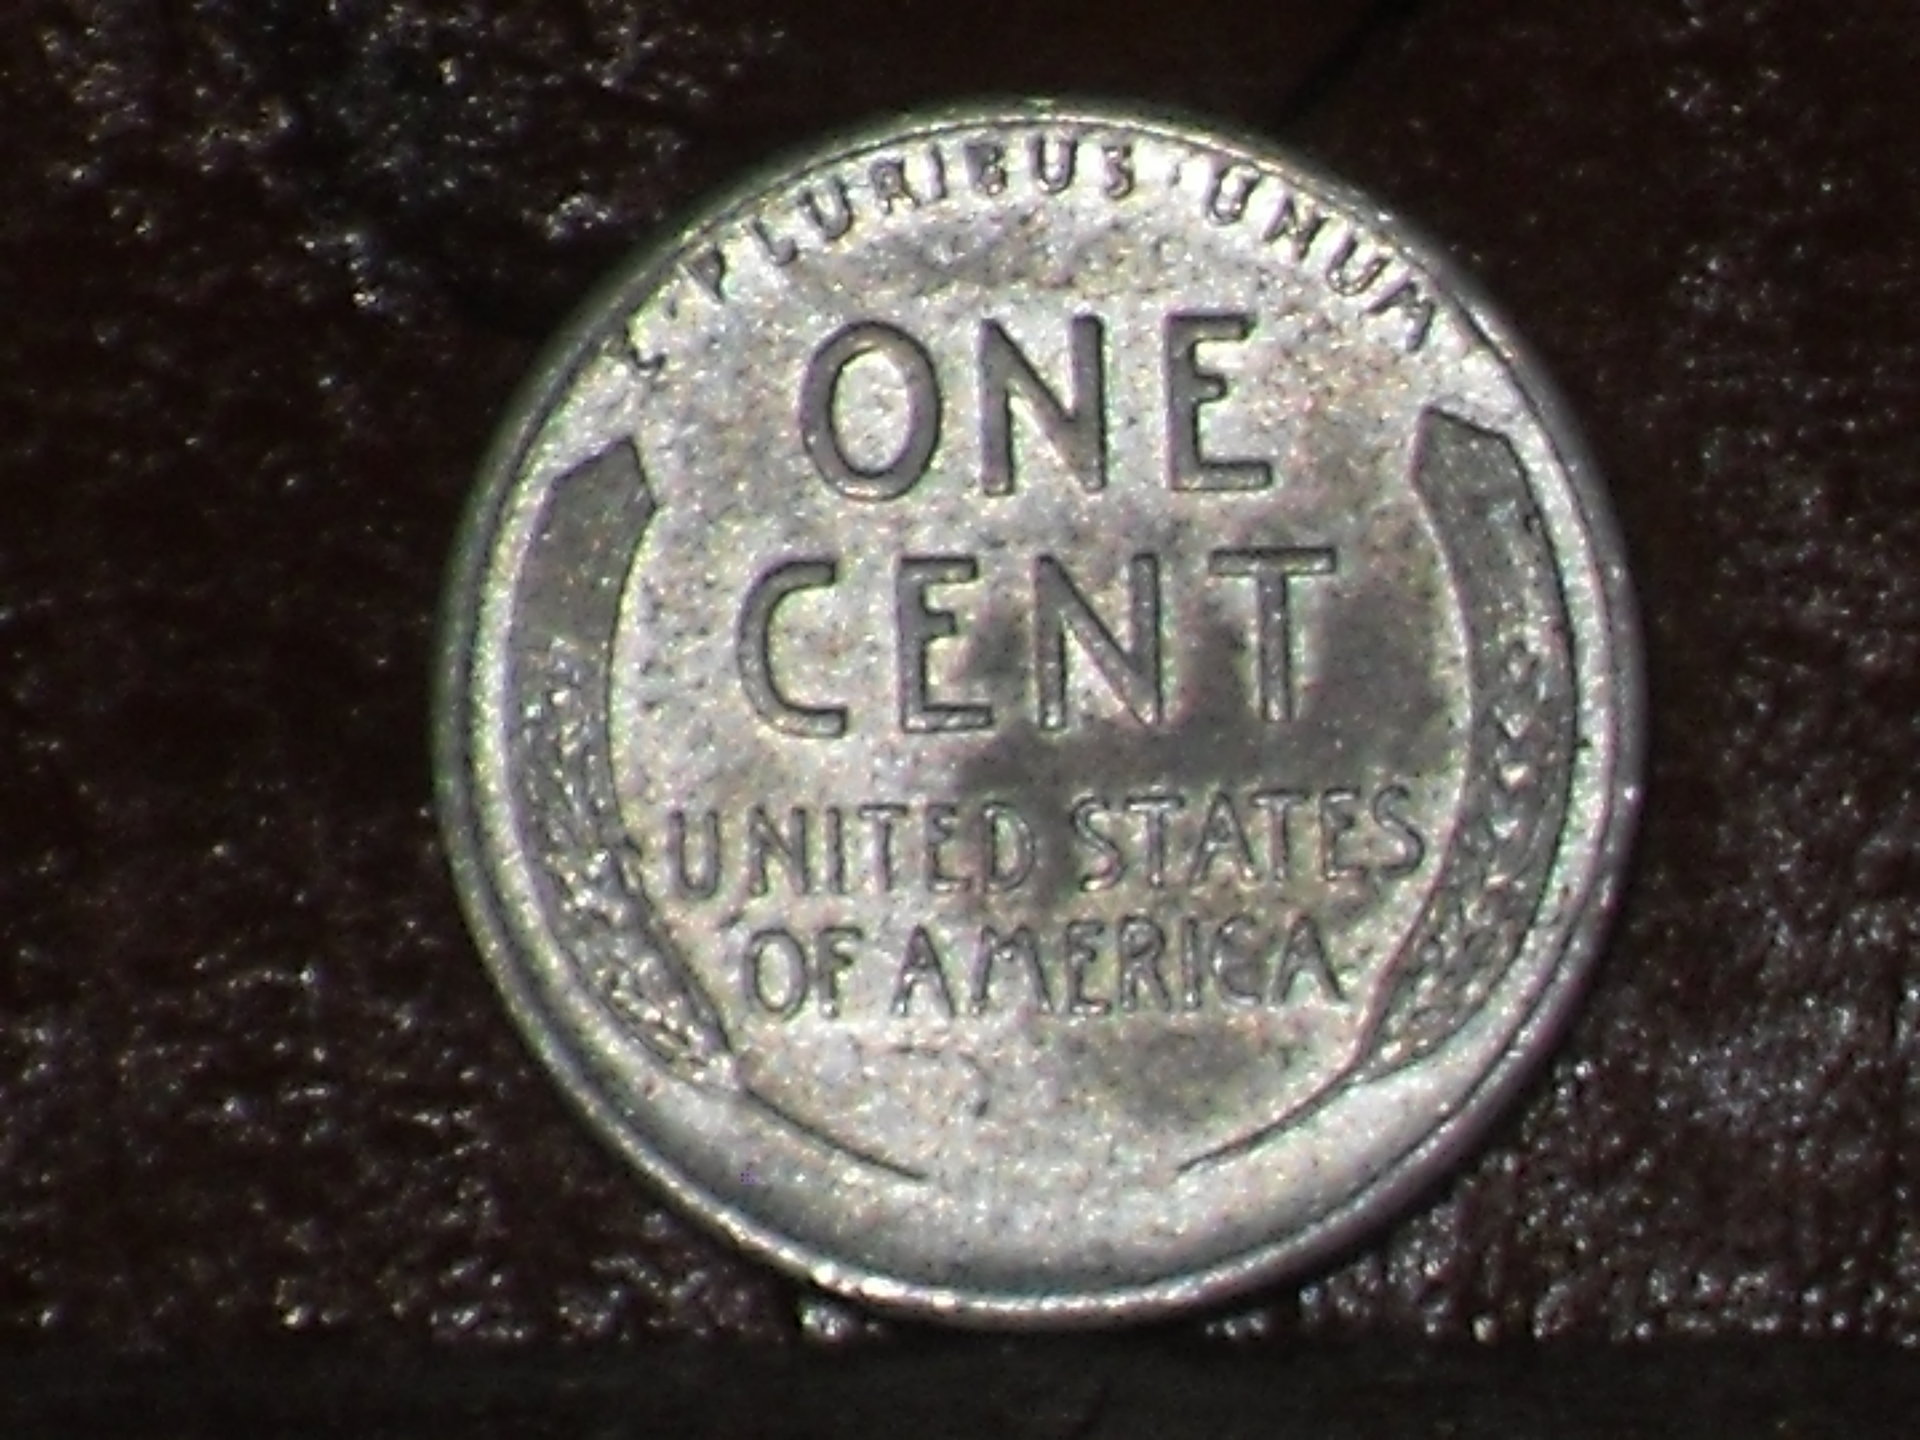 E·PLURIBUS·UNUM
ONE
CENT
UNITED STATES
OF AMERICA